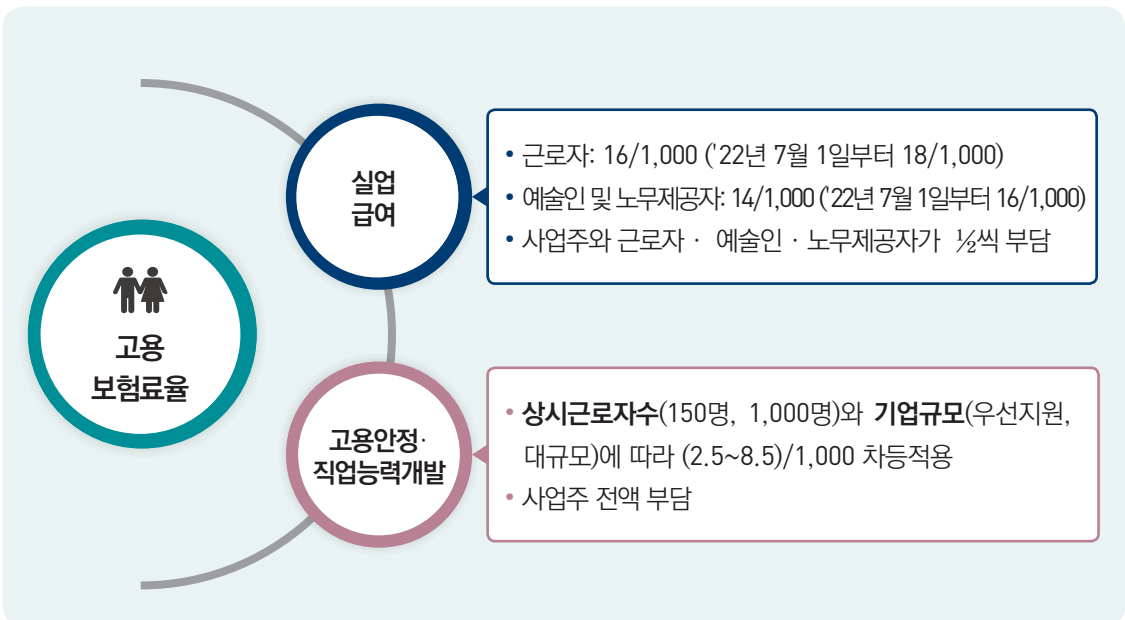 고용
보험료율
실업
급여
• 근로자: 16/1,000 ('22년 7월 1일부터 18/1,000)
• 예술인 및 노무제공자: 14/1,000 ('22년 7월 1일부터 16/1,000)
• 사업주와 근로자 · 예술인 · 노무제공자가 ½씩 부담
고용안정·
직업능력개발
• 상시근로자수(150명, 1,000명)와 기업규모(우선지원,
대규모)에 따라 (2.5~8.5)/1,000 차등적용
• 사업주 전액 부담